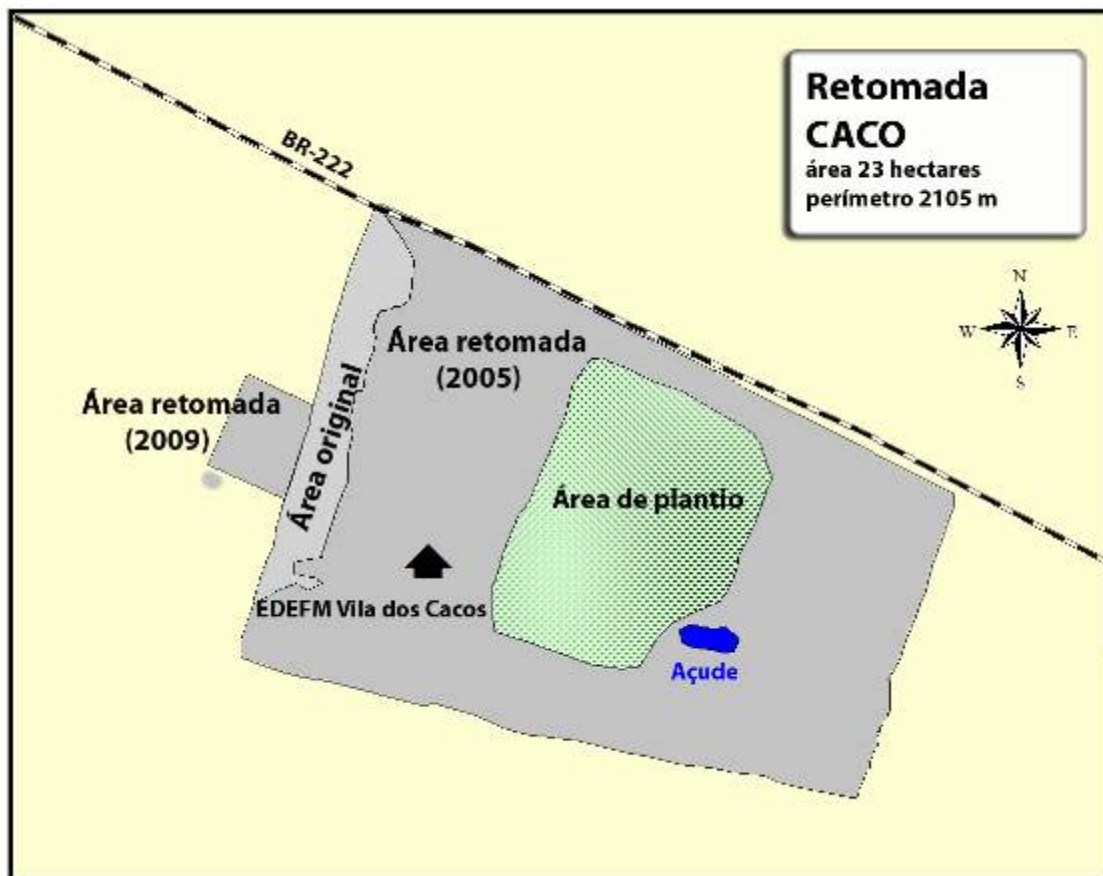 Retomada
CACO
área 23 hectares
perímetro 2105 m
BR-222
N
W
E
S
Área retomada
(2005)
Área retomada
(2009)
Área original
Área de plantio
EDEFM Vila dos Cacos
Açude